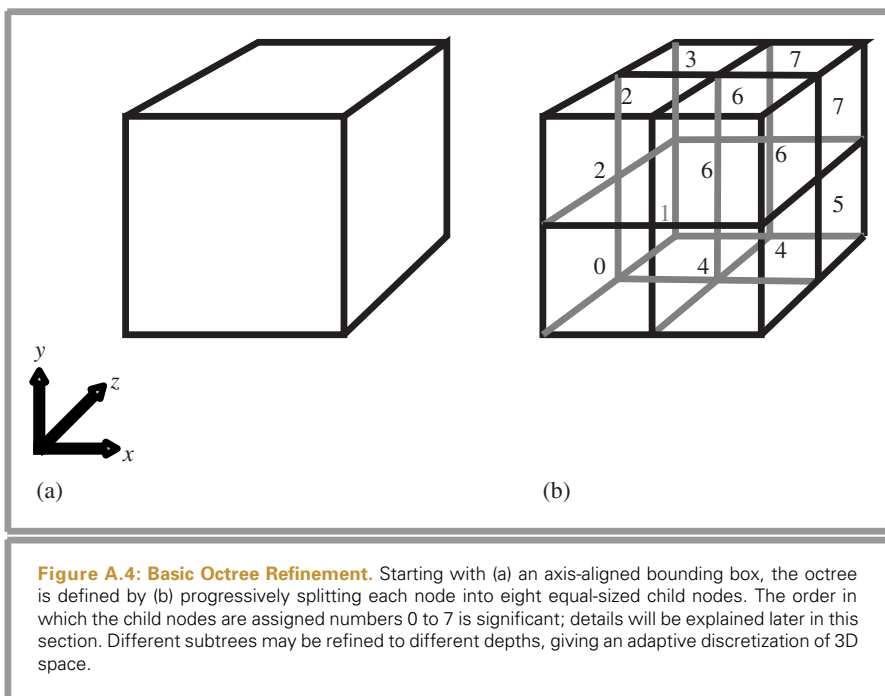 3
7
2
6
7
2
6
6
1
5
0
4
4
y
z
x
(a)
(b)
Figure A.4: Basic Octree Refinement. Starting with (a) an axis-aligned bounding box, the octree
is defined by (b) progressively splitting each node into eight equal-sized child nodes. The order in
which the child nodes are assigned numbers 0 to 7 is significant; details will be explained later in this
section. Different subtrees may be refined to different depths, giving an adaptive discretization of 3D
space.